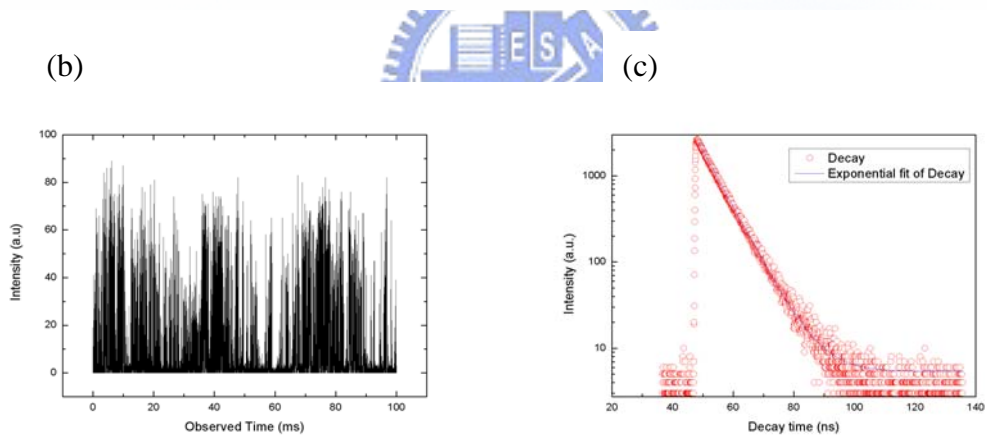 (b)
(c)
ESA
100
80
60
40
20
0
Intensity (a.u)
0 20 40 60 80 100
Observed Time (ms)
Decay
Exponential fit of Decay
1000
100
10
Intensity (a.u.)
20 40 60 80 100 120 140
Decay time (ns)